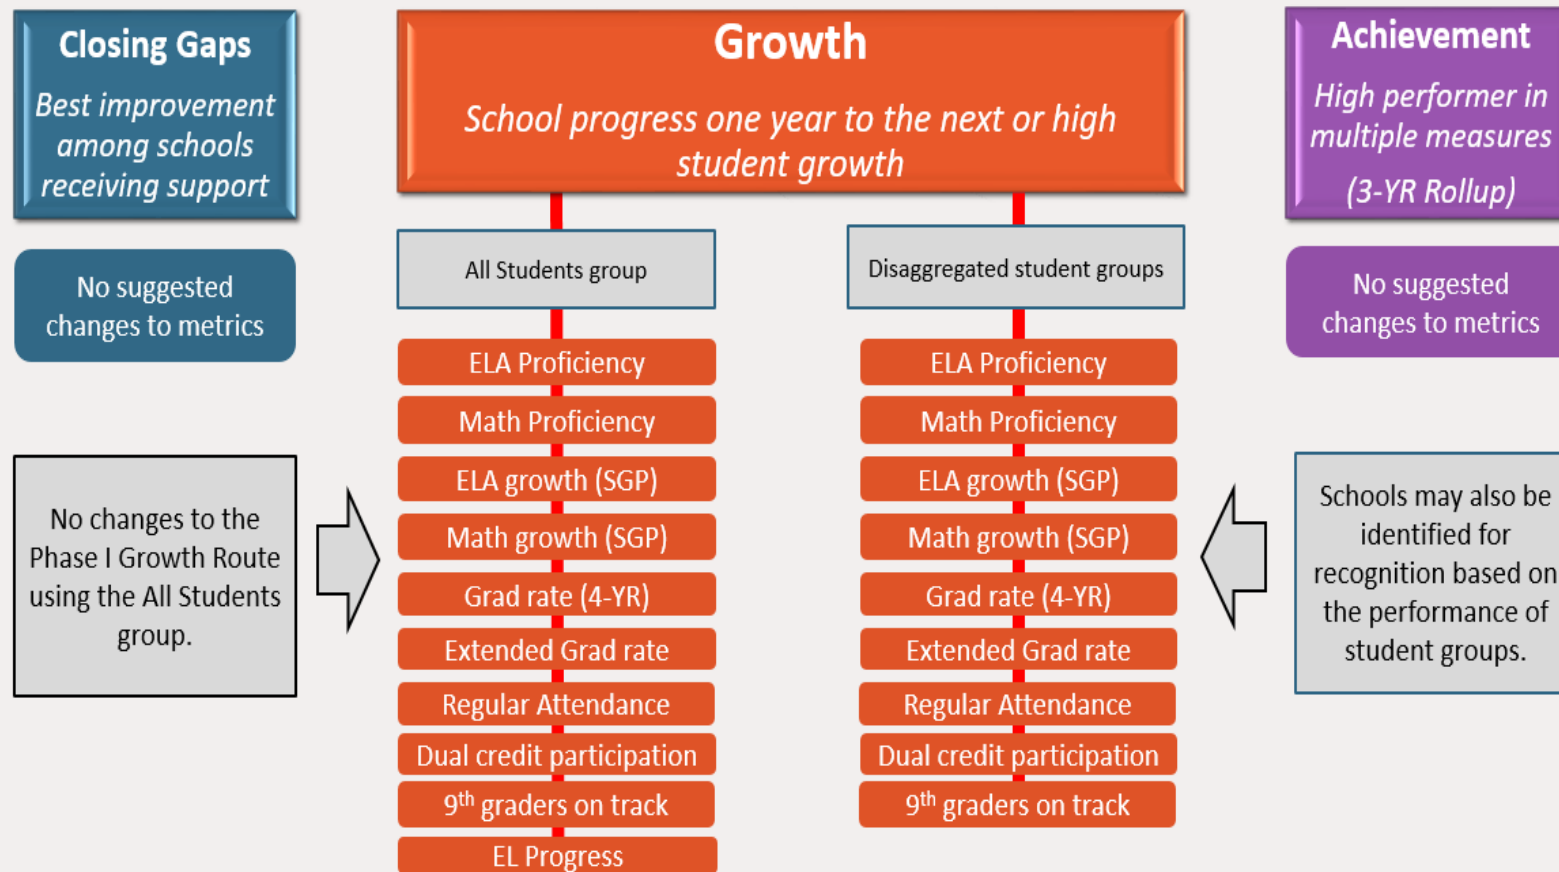 Closing Gaps
Best improvement
among schools
receiving support
No suggested
changes to metrics
No changes to the
Phase I Growth Route
using the All Students
group.
Growth
School progress one year to the next or high
student growth
All Students group
ELA Proficiency
Math Proficiency
ELA growth (SGP)
Math growth (SGP)
Grad rate (4-YR)
Extended Grad rate
Regular Attendance
Dual credit participation
9th graders on track
EL Progress
Disaggregated student groups
ELA Proficiency
Math Proficiency
ELA growth (SGP)
Math growth (SGP)
Grad rate (4-YR)
Extended Grad rate
Regular Attendance
Dual credit participation
9th graders on track
Achievement
High performer in
multiple measures
(3-YR Rollup)
No suggested
changes to metrics
Schools may also be
identified for
recognition based on
the performance of
student groups.